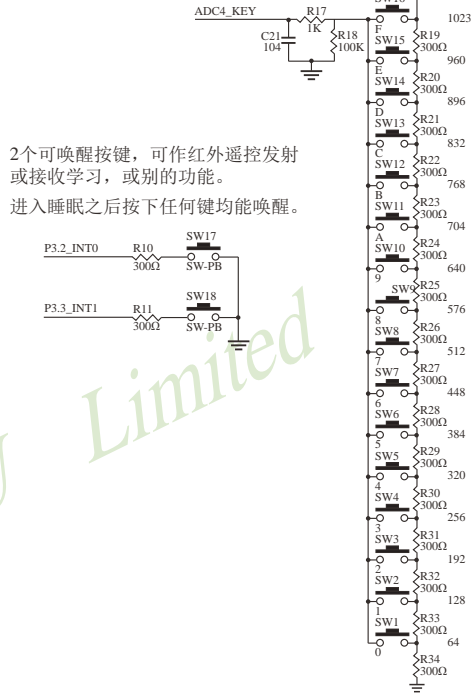 SW16
1023
ADC4_KEY
R17
1K
C21
104
R18
100K
F
R19
300Ω
SW15
960
E
R20
300Ω
SW14
896
D
R21
300Ω
SW13
832
C
R22
300Ω
SW12
768
B
R23
300Ω
SW11
704
A
R24
300Ω
SW10
640
9
R25
300Ω
SW9
576
8
R26
300Ω
SW8
512
7
R27
300Ω
SW7
448
6
R28
300Ω
SW6
384
5
R29
300Ω
SW5
320
4
R30
300Ω
SW4
256
3
R31
300Ω
SW3
192
2
R32
300Ω
SW2
128
1
R33
300Ω
SW1
64
0
R34
300Ω
2个可唤醒按键，可作红外遥控发射
或接收学习，或别的功能。
进入睡眠之后按下任何键均能唤醒。
P3.2_INT0
R10
300Ω
SW17
SW-PB
P3.3_INT1
R11
300Ω
SW18
SW-PB
Limited